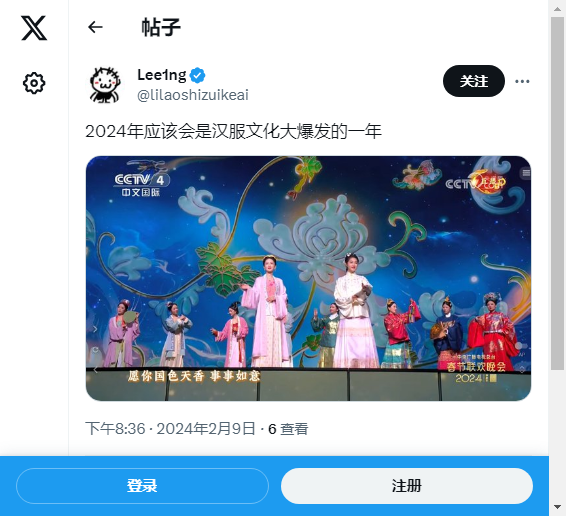 帖子
Lee1ng
@lilaoshizuikeai
关注
2024年应该会是汉服文化大爆发的一年
CCTV 4
中文国际
CCTV
愿你国色天香 事事如意
中央广播电视总台
春节联欢晚会
2024
下午8:36 · 2024年2月9日 · 6 查看
登录
注册